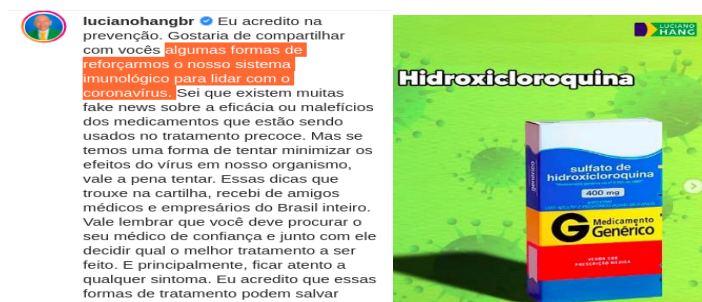 lucianohangbr Eu acredito na
prevenção. Gostaria de compartilhar
com vocês algumas formas de
reforçarmos o nosso sistema
imunológico para lidar com o
coronavírus. Sei que existem muitas
fake news sobre a eficácia ou malefícios
dos medicamentos que estão sendo
usados no tratamento precoce. Mas se
temos uma forma de tentar minimizar os
efeitos do vírus em nosso organismo,
vale a pena tentar. Essas dicas que
trouxe na cartilha, recebi de amigos
médicos e empresários do Brasil inteiro.
Vale lembrar que você deve procurar o
seu médico de confiança e junto com ele
decidir qual o melhor tratamento a ser
feito. E principalmente, ficar atento a
qualquer sintoma. Eu acredito que essas
formas de tratamento podem salvar
LUCIANO
HANG
Hidroxicloroquina
sulfato de
hidroxicloroquina
400 mg
G Medicamento
Genérico
VENDA SOB
PRESCRIÇÃO MÉDICA
genérico